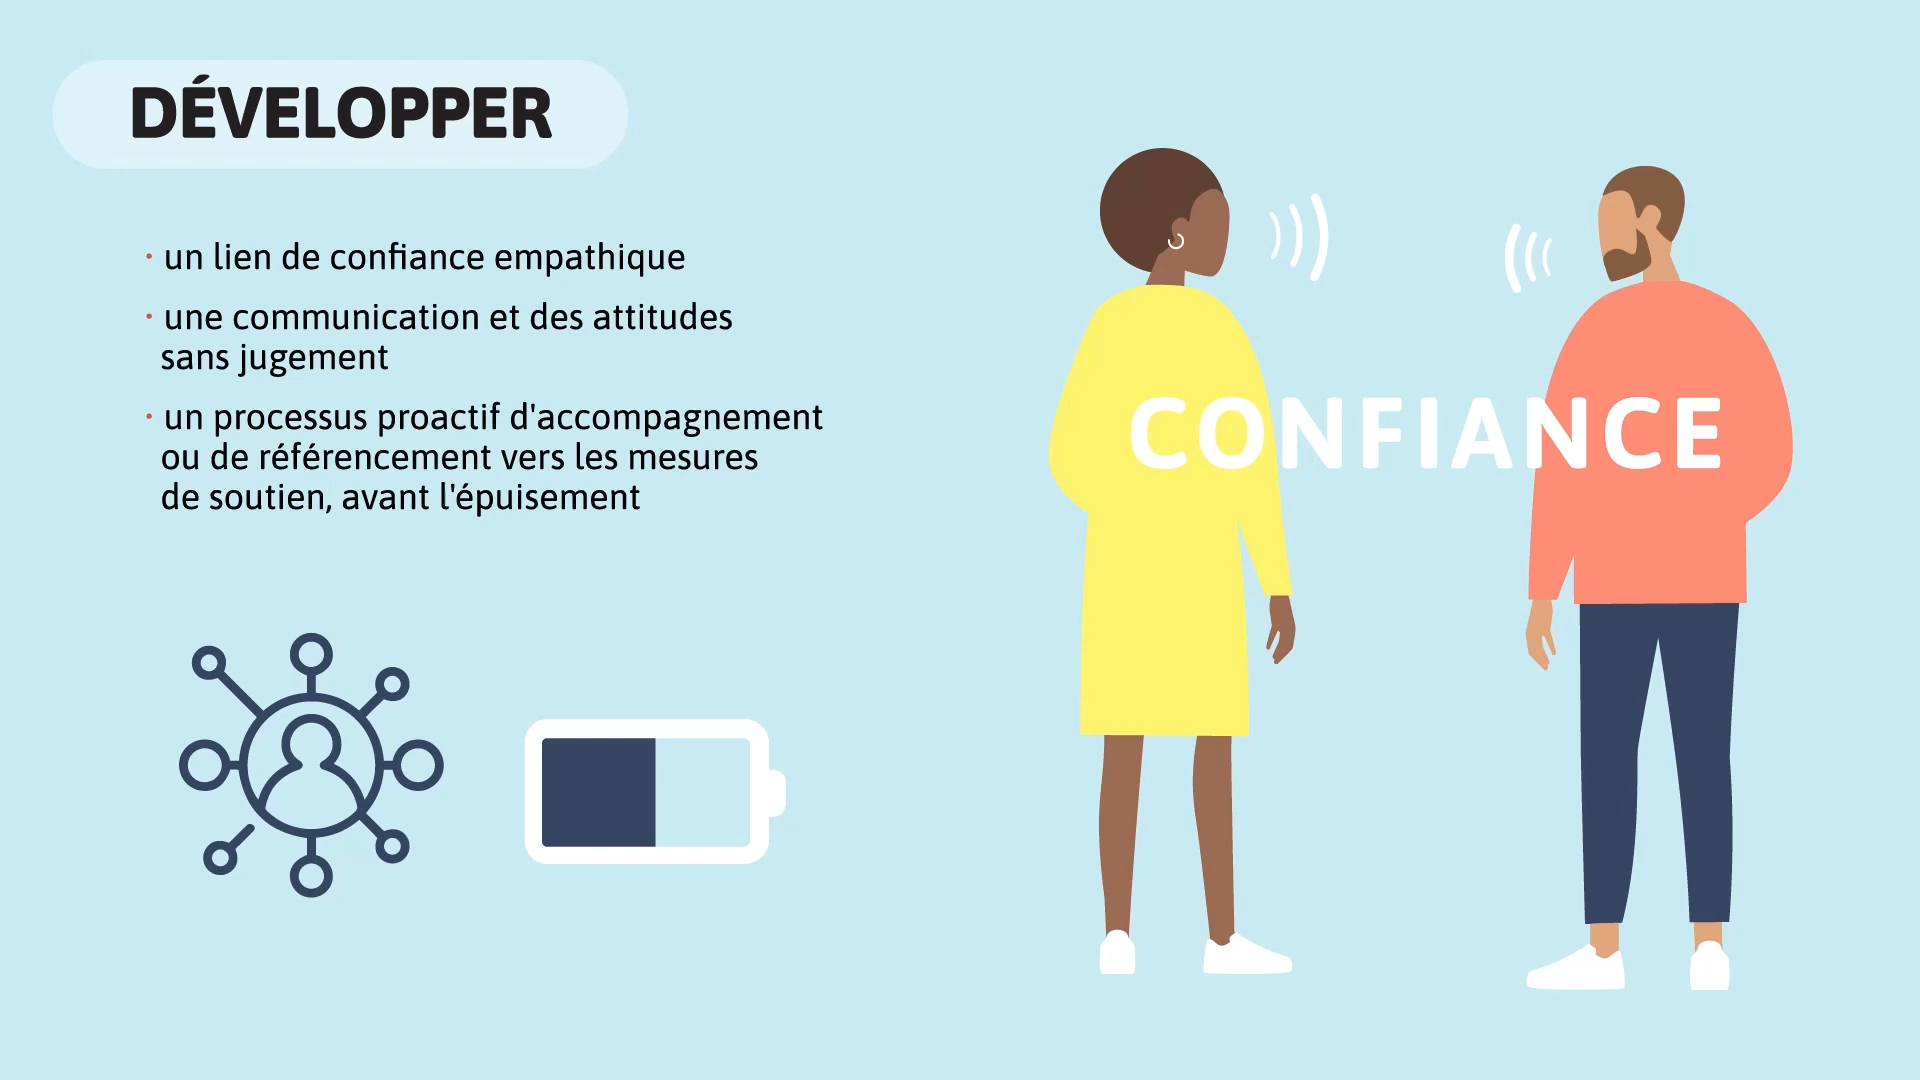 DÉVELOPPER
· un lien de confiance empathique
· une communication et des attitudes
sans jugement
· un processus proactif d'accompagnement
ou de référencement vers les mesures
de soutien, avant l'épuisement
CONFIANCE